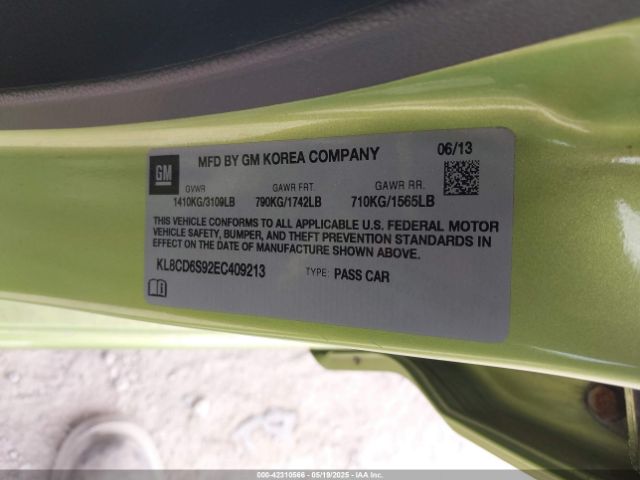 GM
MFD BY GM KOREA COMPANY
06/13
GVWR GAWR FRT. GAWR RR.
1410KG/3109LB 790KG/1742LB 710KG/1565LB
THIS VEHICLE CONFORMS TO ALL APPLICABLE U.S. FEDERAL MOTOR
VEHICLE SAFETY, BUMPER, AND THEFT PREVENTION STANDARDS IN
EFFECT ON THE DATE OF MANUFACTURE SHOWN ABOVE.
KL8CD6S92EC409213 TYPE: PASS CAR
000-42310566 - 05/19/2025 - IAA Inc.